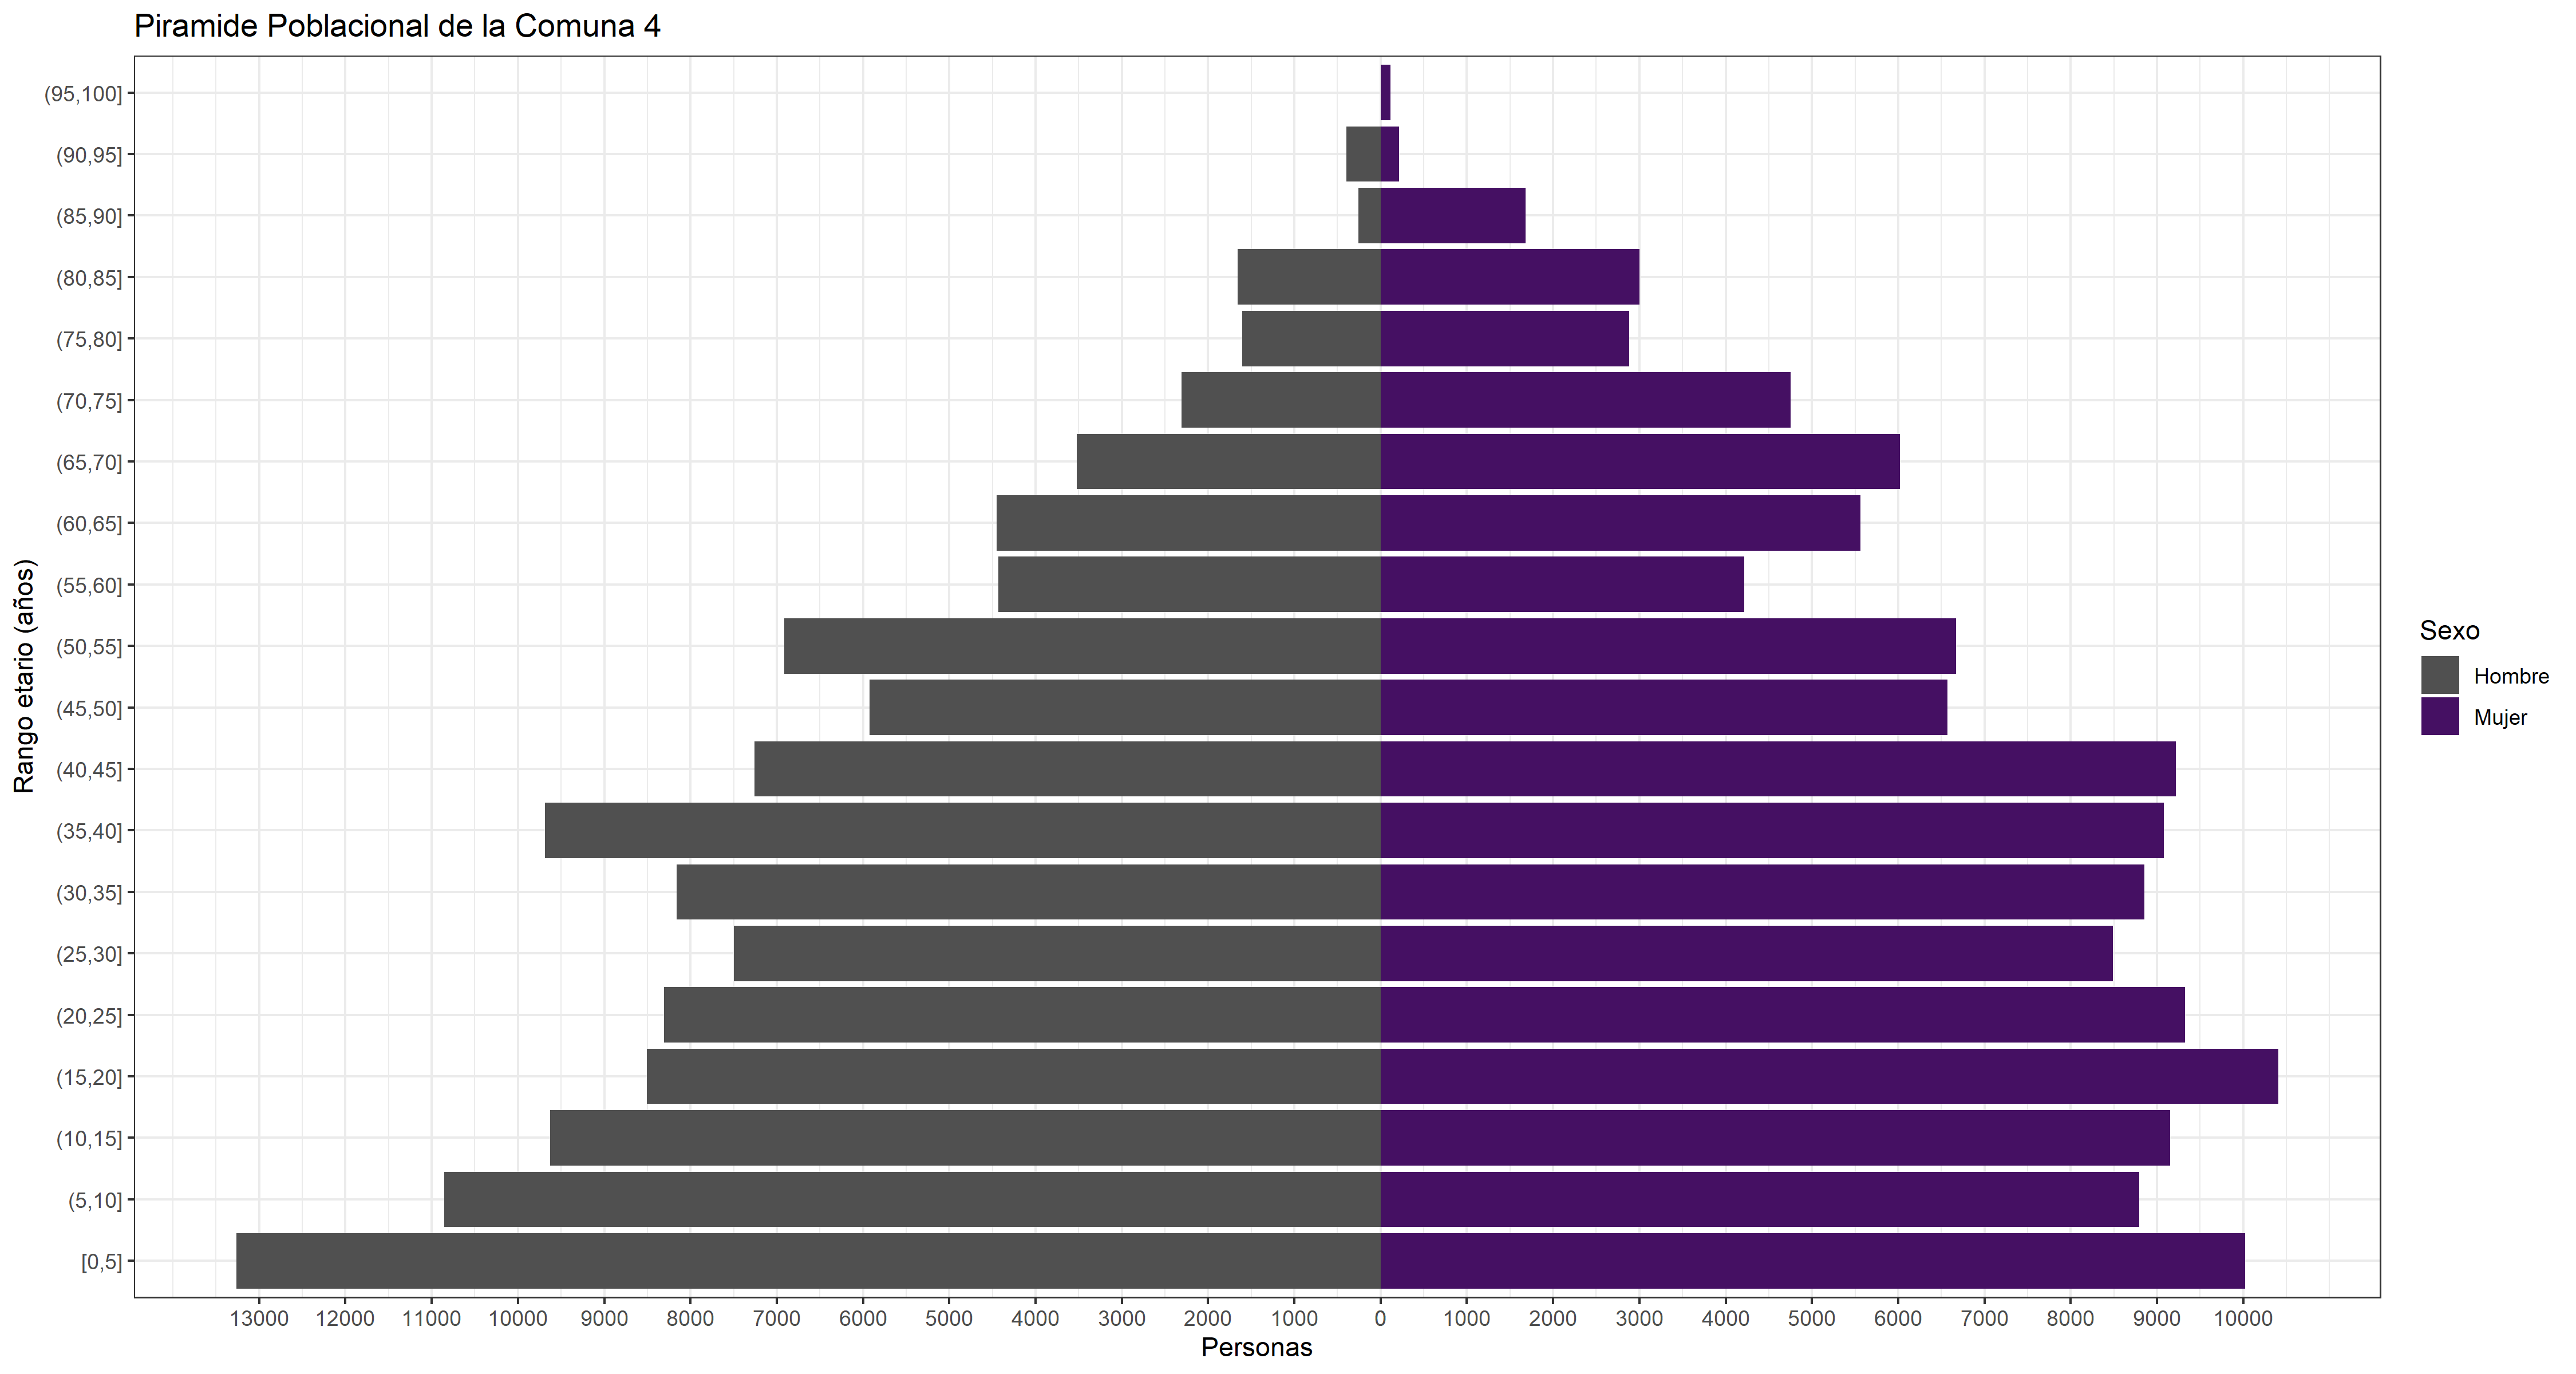 Piramide Poblacional de la Comuna 4
(95,100]
(90,95]
(85,90]
(80,85]
(75,80]
(70,75]
(65,70]
(60,65]
(55,60]
(50,55]
(45,50]
(40,45]
(35,40]
(30,35]
(25,30]
(20,25]
(15,20]
(10,15]
(5,10]
[0,5]
Rango etario (años)
13000 12000 11000 10000 9000 8000 7000 6000 5000 4000 3000 2000 1000 0 1000 2000 3000 4000 5000 6000 7000 8000 9000 10000
Personas
Sexo
Hombre
Mujer